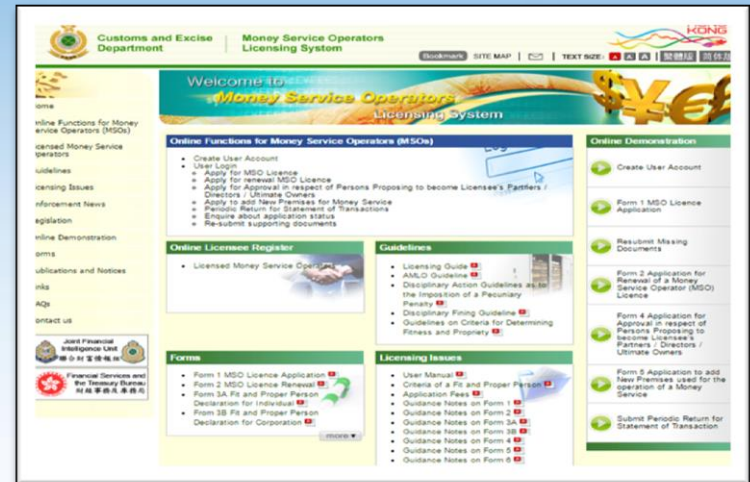 Customs and Excise
Department
Money Service Operators
Licensing System
Bookmark SITE MAP | | TEXT SIZE: A A A | 繁體版 简体版
KONG
Welcome to
Money Service Operators
Licensing System
ome
nline Functions for Money
ervice Operators (MSOs)
icensed Money Service
perators
uidelines
icensing Issues
nforcement News
egislation
nline Demonstration
orms
ublications and Notices
inks
AQs
ontact us
Joint Financial
Intelligence Unit
聯合財富情報組
Financial Services and
the Treasury Bureau
財經事務及庫務局
Online Functions for Money Service Operators (MSOs)
Create User Account
User Login
Apply for MSO Licence
Apply for renewal MSO Licence
Apply for Approval in respect of Persons Proposing to become Licensee's Partners /
Directors / Ultimate Owners
Apply to add New Premises for Money Service
Periodic Return for Statement of Transactions
Enquire about application status
Re-submit supporting documents
Online Licensee Register
Licensed Money Service Operators
Guidelines
Licensing Guide
AMLO Guideline
Disciplinary Action Guidelines as to
the Imposition of a Pecuniary
Penalty
Disciplinary Fining Guideline
Guidelines on Criteria for Determining
Fitness and Propriety
Forms
Form 1 MSO Licence Application
Form 2 MSO Licence Renewal
Form 3A Fit and Proper Person
Declaration for Individual
From 3B Fit and Proper Person
Declaration for Corporation
more
Licensing Issues
User Manual
Criteria of a Fit and Proper Person
Application Fees
Guidance Notes on Form 1
Guidance Notes on Form 2
Guidance Notes on Form 3A
Guidance Notes on Form 3B
Guidance Notes on Form 4
Guidance Notes on Form 5
Guidance Notes on Form 6
Online Demonstration
Create User Account
Form 1 MSO Licence
Application
Resubmit Missing
Documents
Form 2 Application for
Renewal of a Money
Service Operator (MSO)
Licence
Form 4 Application for
Approval in respect of
Persons Proposing to
become Licensee's
Partners / Directors /
Ultimate Owners
Form 5 Application to add
New Premises used for the
operation of a Money
Service
Submit Periodic Return for
Statement of Transaction